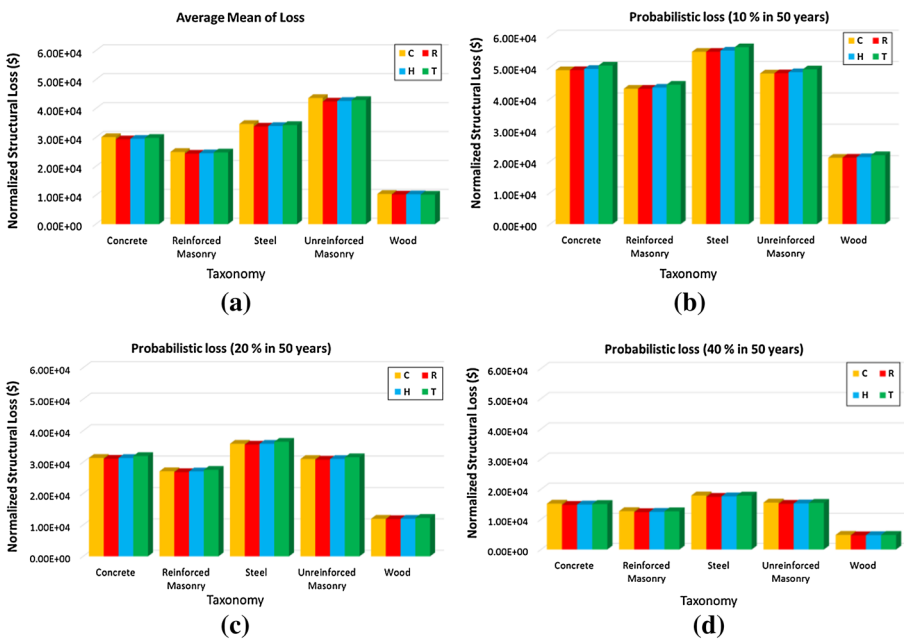 Average Mean of Loss
Normalized Structural Loss ($)
6.00E+04
5.00E+04
4.00E+04
3.00E+04
2.00E+04
1.00E+04
0.00E+00
C R
H T
Concrete Reinforced Masonry Steel Unreinforced Masonry Wood
Taxonomy
(a)
Probabilistic loss (10 % in 50 years)
Normalized Structural Loss ($)
6.00E+04
5.00E+04
4.00E+04
3.00E+04
2.00E+04
1.00E+04
0.00E+00
C R
H T
Concrete Reinforced Masonry Steel Unreinforced Masonry Wood
Taxonomy
(b)
Probabilistic loss (20 % in 50 years)
Normalized Structural Loss ($)
6.00E+04
5.00E+04
4.00E+04
3.00E+04
2.00E+04
1.00E+04
0.00E+00
C R
H T
Concrete Reinforced Masonry Steel Unreinforced Masonry Wood
Taxonomy
(c)
Probabilistic loss (40 % in 50 years)
Normalized Structural Loss ($)
6.00E+04
5.00E+04
4.00E+04
3.00E+04
2.00E+04
1.00E+04
0.00E+00
C R
H T
Concrete Reinforced Masonry Steel Unreinforced Masonry Wood
Taxonomy
(d)